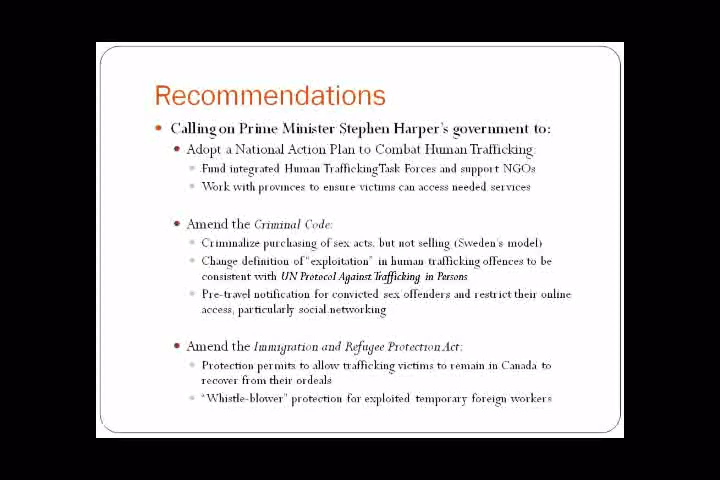 Recommendations
Calling on Prime Minister Stephen Harper's government to:
Adopt a National Action Plan to Combat Human Trafficking:
Fund integrated Human Trafficking Task Forces and support NGOs
Work with provinces to ensure victims can access needed services
Amend the Criminal Code:
Criminalize purchasing of sex acts, but not selling (Sweden's model)
Change definition of "exploitation" in human trafficking offences to be
consistent with UN Protocol Against Trafficking in Persons
Pre-travel notification for convicted sex offenders and restrict their online
access, particularly social networking
Amend the Immigration and Refugee Protection Act:
Protection permits to allow trafficking victims to remain in Canada to
recover from their ordeals
"Whistle-blower" protection for exploited temporary foreign workers